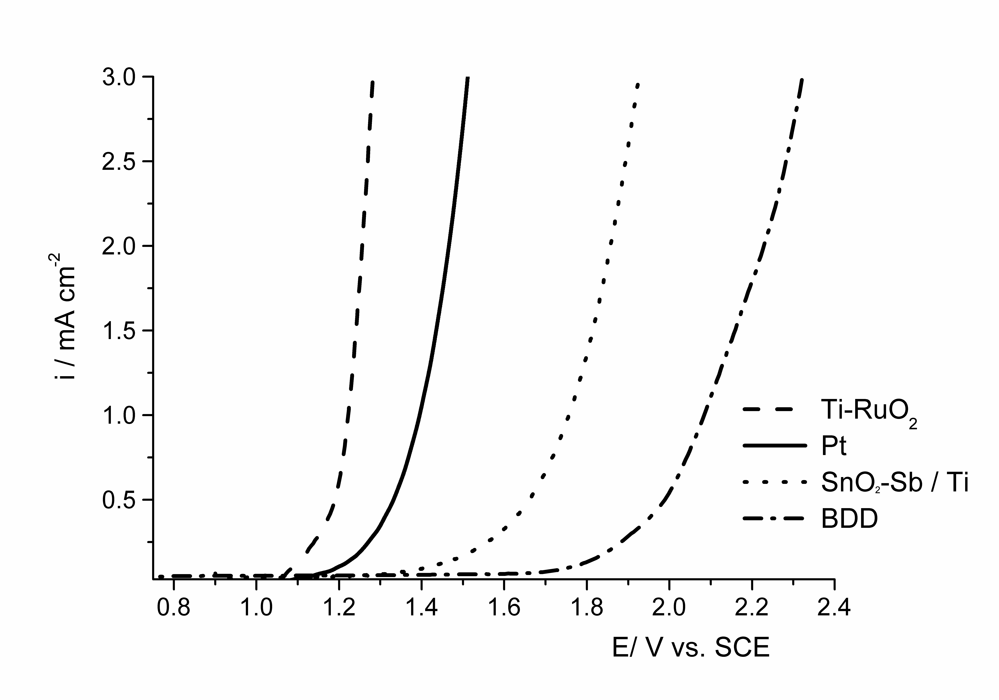 3.0
2.5
2.0
1.5
1.0
0.5
i / mA cm⁻²
0.8 1.0 1.2 1.4 1.6 1.8 2.0 2.2 2.4
E/ V vs. SCE
Ti-RuO₂
Pt
SnO₂-Sb / Ti
BDD